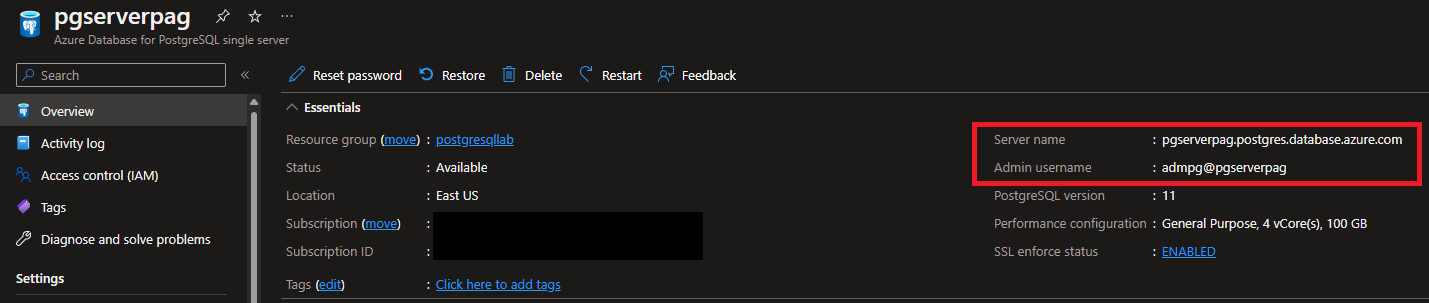 pgserverpag
Azure Database for PostgreSQL single server
Search
Overview
Activity log
Access control (IAM)
Tags
Diagnose and solve problems
Settings
Reset password Restore Delete Restart Feedback
Essentials
Resource group (move) : postgresqllab
Status : Available
Location : East US
Subscription (move) :
Subscription ID :
Tags (edit) : Click here to add tags
Server name : pgserverpag.postgres.database.azure.com
Admin username : admpg@pgserverpag
PostgreSQL version : 11
Performance configuration : General Purpose, 4 vCore(s), 100 GB
SSL enforce status : ENABLED